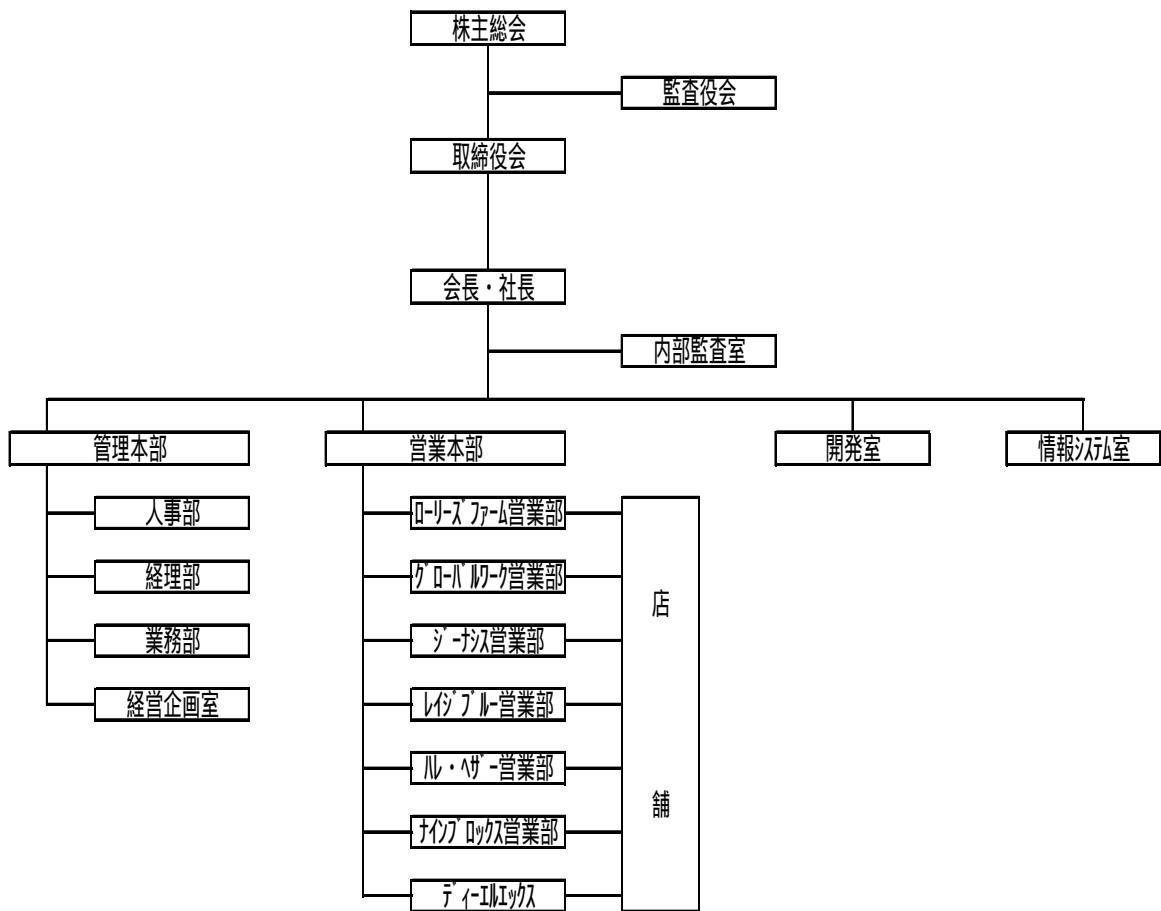 株主総会
監査役会
取締役会
会長・社長
内部監査室
管理本部
営業本部
開発室
情報ｼｽﾃﾑ室
人事部
ﾛｰﾘｰｽﾞﾌｧｰﾑ営業部
経理部
ｸﾞﾛｰﾊﾞﾙﾜｰｸ営業部
店
業務部
ｼﾞｰﾅｼｽ営業部
経営企画室
ﾚｲｼﾞﾌﾞﾙｰ営業部
ﾊﾚ・ﾍｻﾞｰ営業部
舗
ﾅｲﾝﾌﾞﾛｯｸｽ営業部
ﾃﾞｨｰｴﾙｴｯｸｽ